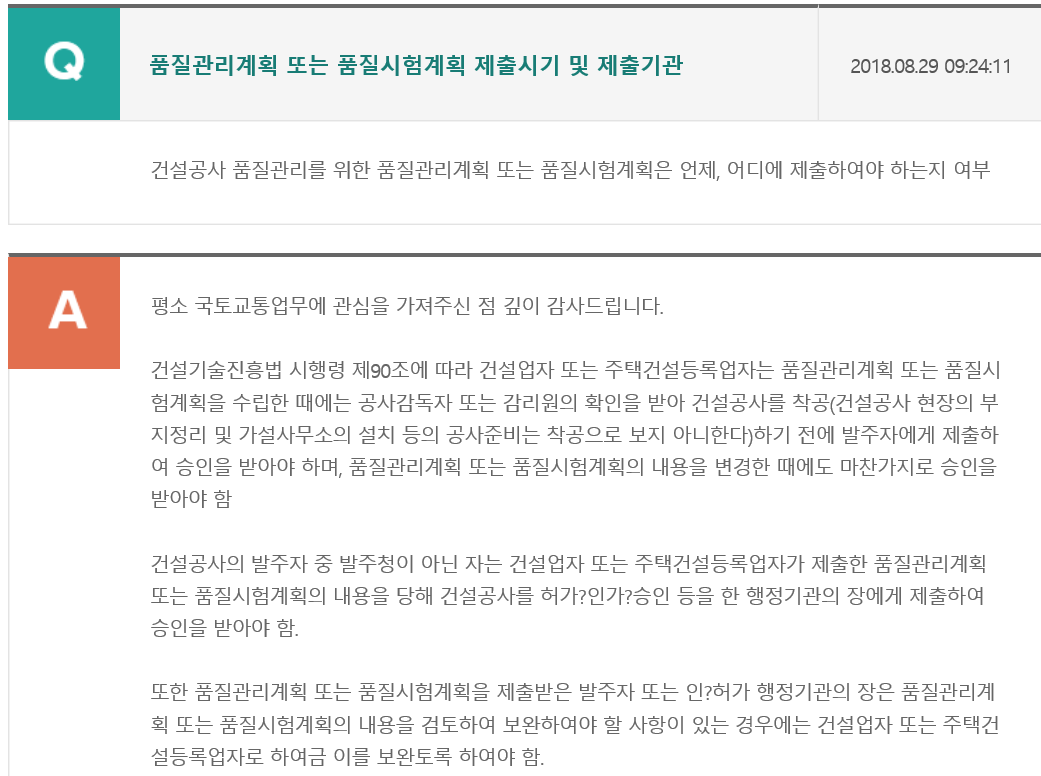 Q
품질관리계획 또는 품질시험계획 제출시기 및 제출기관
2018.08.29 09:24:11
건설공사 품질관리를 위한 품질관리계획 또는 품질시험계획은 언제, 어디에 제출하여야 하는지 여부
A
평소 국토교통업무에 관심을 가져주신 점 깊이 감사드립니다.
건설기술진흥법 시행령 제90조에 따라 건설업자 또는 주택건설등록업자는 품질관리계획 또는 품질시
험계획을 수립한 때에는 공사감독자 또는 감리원의 확인을 받아 건설공사를 착공(건설공사 현장의 부
지정리 및 가설사무소의 설치 등의 공사준비는 착공으로 보지 아니한다)하기 전에 발주자에게 제출하
여 승인을 받아야 하며, 품질관리계획 또는 품질시험계획의 내용을 변경한 때에도 마찬가지로 승인을
받아야 함
건설공사의 발주자 중 발주청이 아닌 자는 건설업자 또는 주택건설등록업자가 제출한 품질관리계획
또는 품질시험계획의 내용을 당해 건설공사를 허가?인가?승인 등을 한 행정기관의 장에게 제출하여
승인을 받아야 함.
또한 품질관리계획 또는 품질시험계획을 제출받은 발주자 또는 인?허가 행정기관의 장은 품질관리계
획 또는 품질시험계획의 내용을 검토하여 보완하여야 할 사항이 있는 경우에는 건설업자 또는 주택건
설등록업자로 하여금 이를 보완토록 하여야 함.